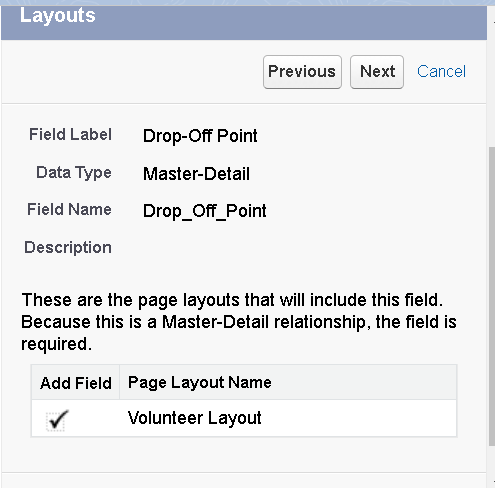 Layouts
Previous Next Cancel
Field Label Drop-Off Point
Data Type Master-Detail
Field Name Drop_Off_Point
Description
These are the page layouts that will include this field.
Because this is a Master-Detail relationship, the field is
required.
Add Field Page Layout Name
Volunteer Layout